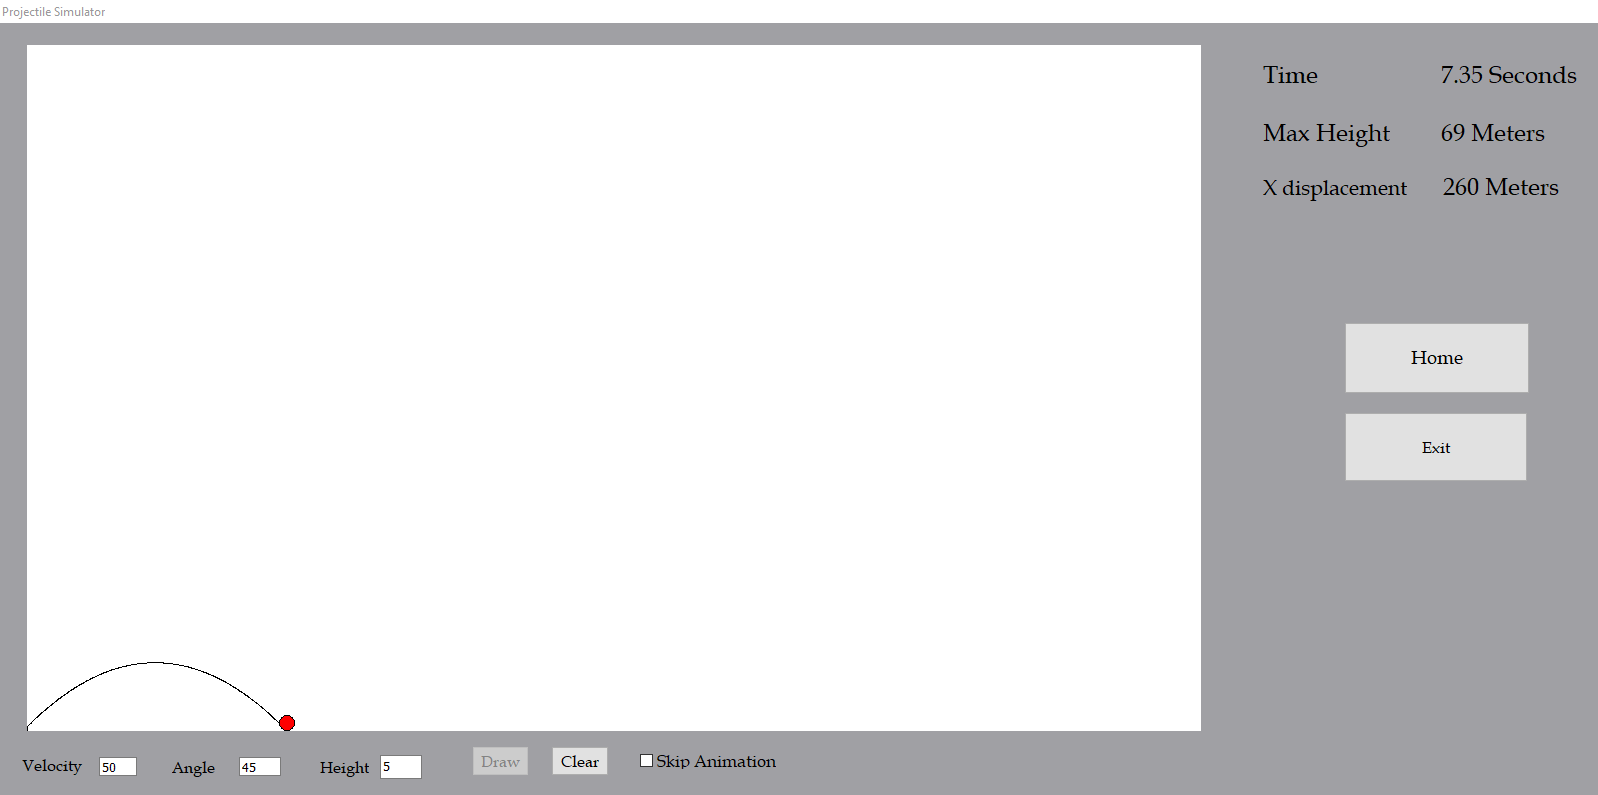 Projectile Simulator
Time 7.35 Seconds
Max Height 69 Meters
X displacement 260 Meters
Home
Exit
Velocity 50 Angle 45 Height 5 Draw Clear Skip Animation